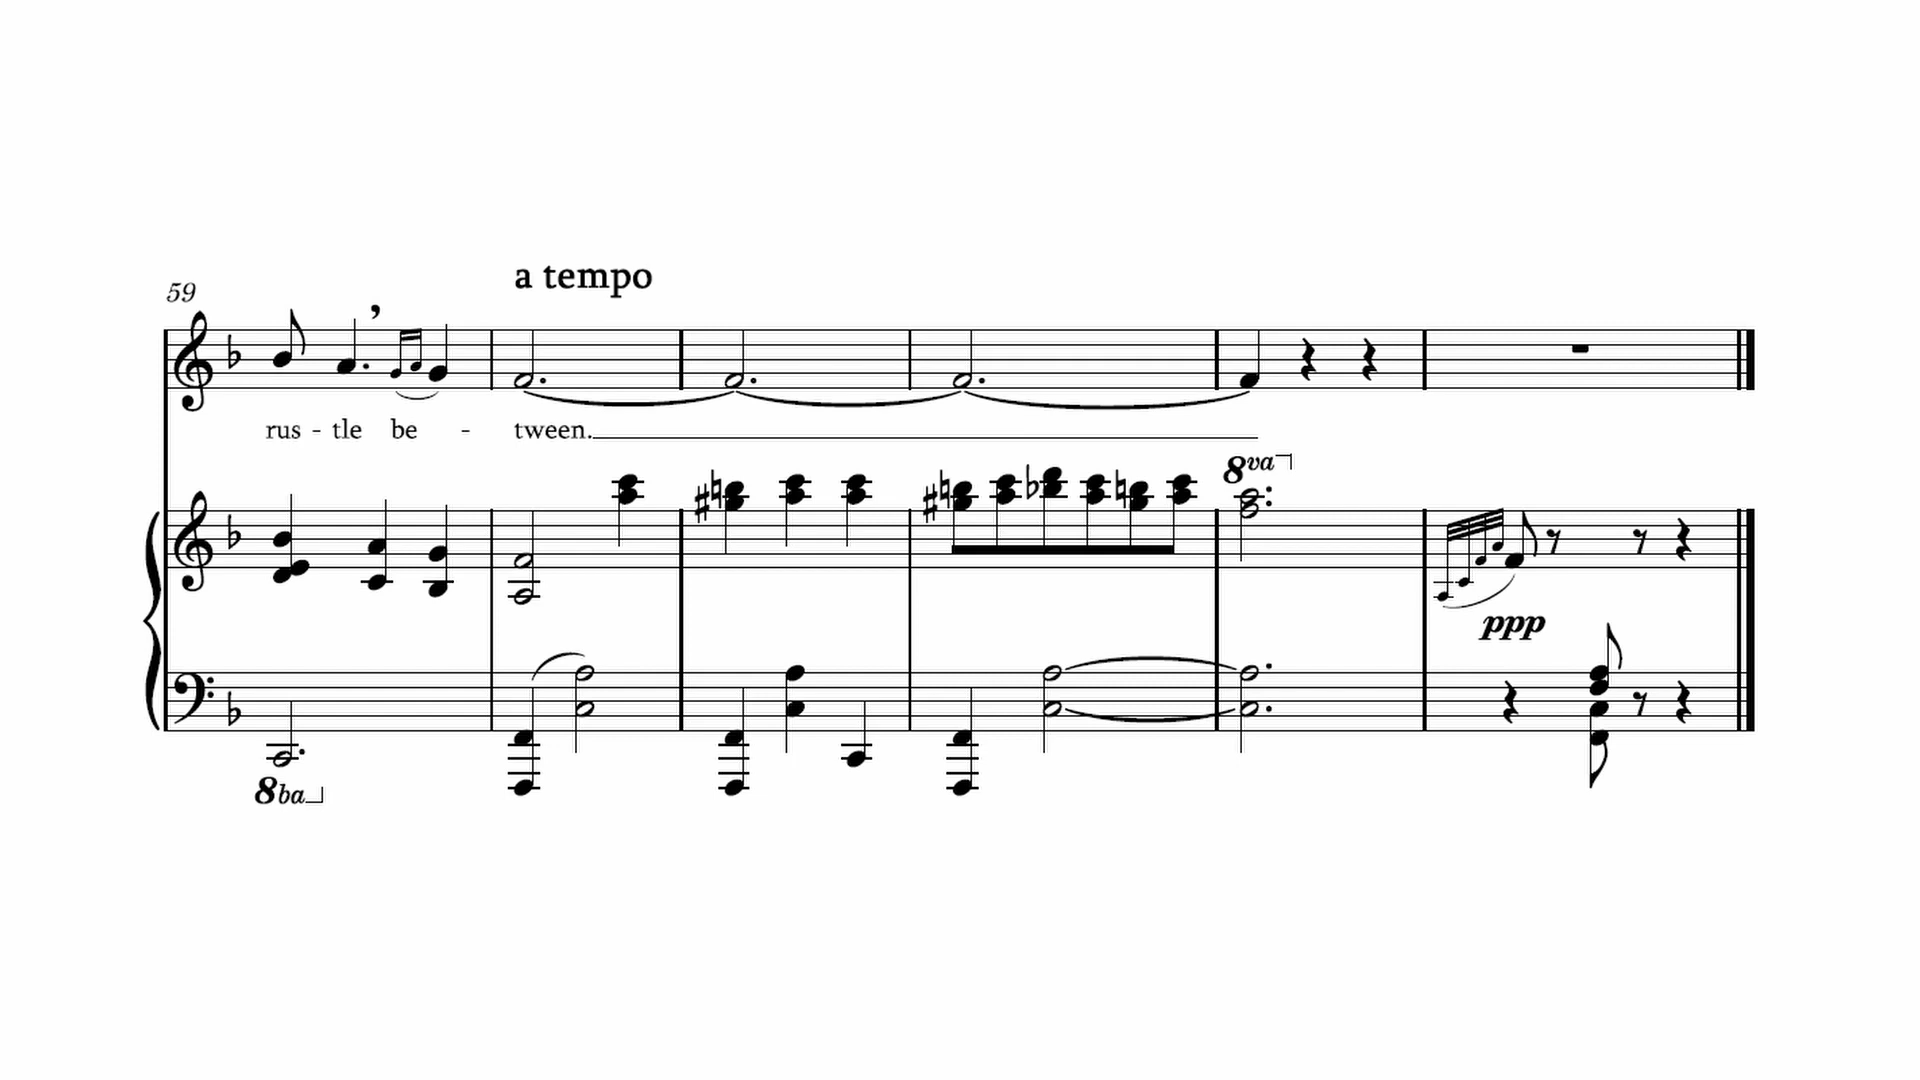 a tempo
59
rus - tle be - tween.
8va
ppp
8ba